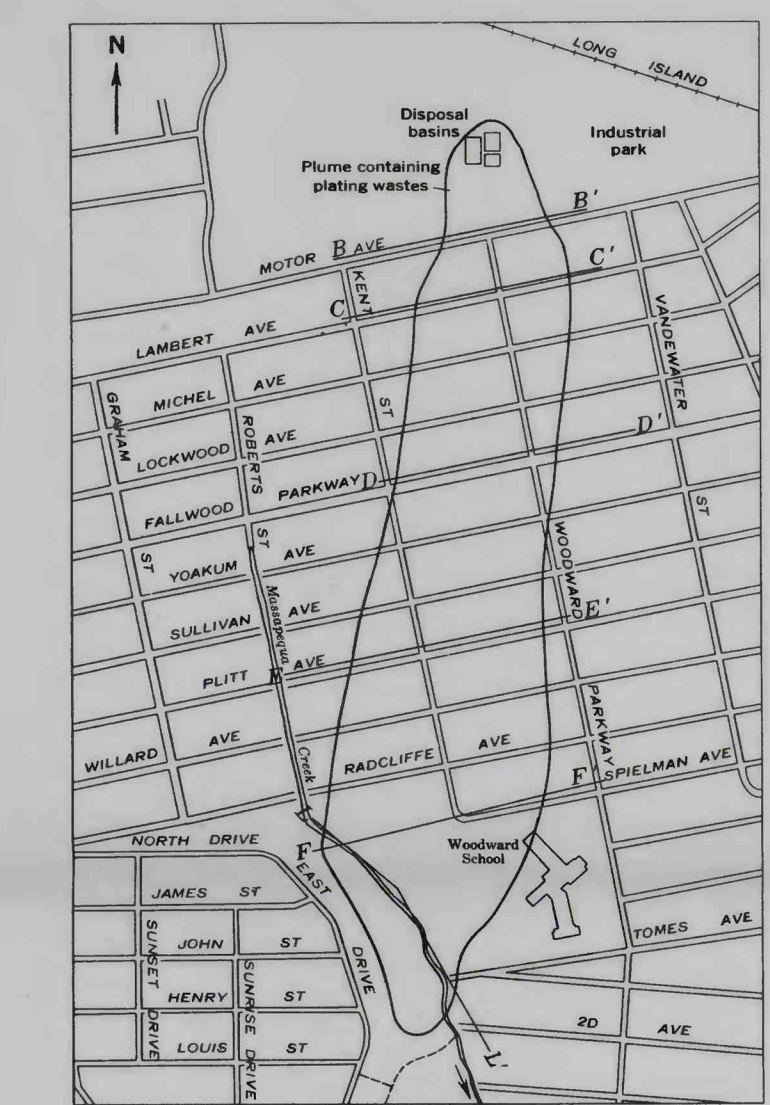 N
LONG ISLAND
Disposal
basins
Industrial
park
Plume containing
plating wastes
B'
B
MOTOR AVE
C'
KENT
C
LAMBERT AVE
VANDEWATER
MICHEL AVE
GRAHAM
ST
ROBERTS
D'
LOCKWOOD AVE
PARKWAY
D
FALLWOOD
ST
ST
WOODWARD
ST
YOAKUM AVE
Massapequa
E'
SULLIVAN AVE
PLITT AVE
E
PARKWAY
WILLARD AVE
RADCLIFFE AVE
Creek
F'
SPIELMAN AVE
NORTH DRIVE
F
EAST
Woodward
School
JAMES ST
SUNSET
JOHN ST
DRIVE
TOMES AVE
SUNRISE
HENRY ST
DRIVE
2D AVE
LOUIS ST
DRIVE
L'